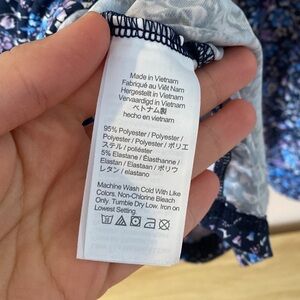 Made in Vietnam
Fabriqué au Viêt Nam
Hergestellt in Vietnam
Vervaardigd in Vietnam
ベトナム製
hecho en vietnam
95% Polyester / Polyester /
Polyester / Polyester / ポリエ
ステル / poliéster
5% Elastane / Élasthanne /
Elasthan / Elastaan / ポリウ
レタン / elastano
Machine Wash Cold With Like
Colors, Non-Chlorine Bleach
Only. Tumble Dry Low, Iron on
Lowest Setting.